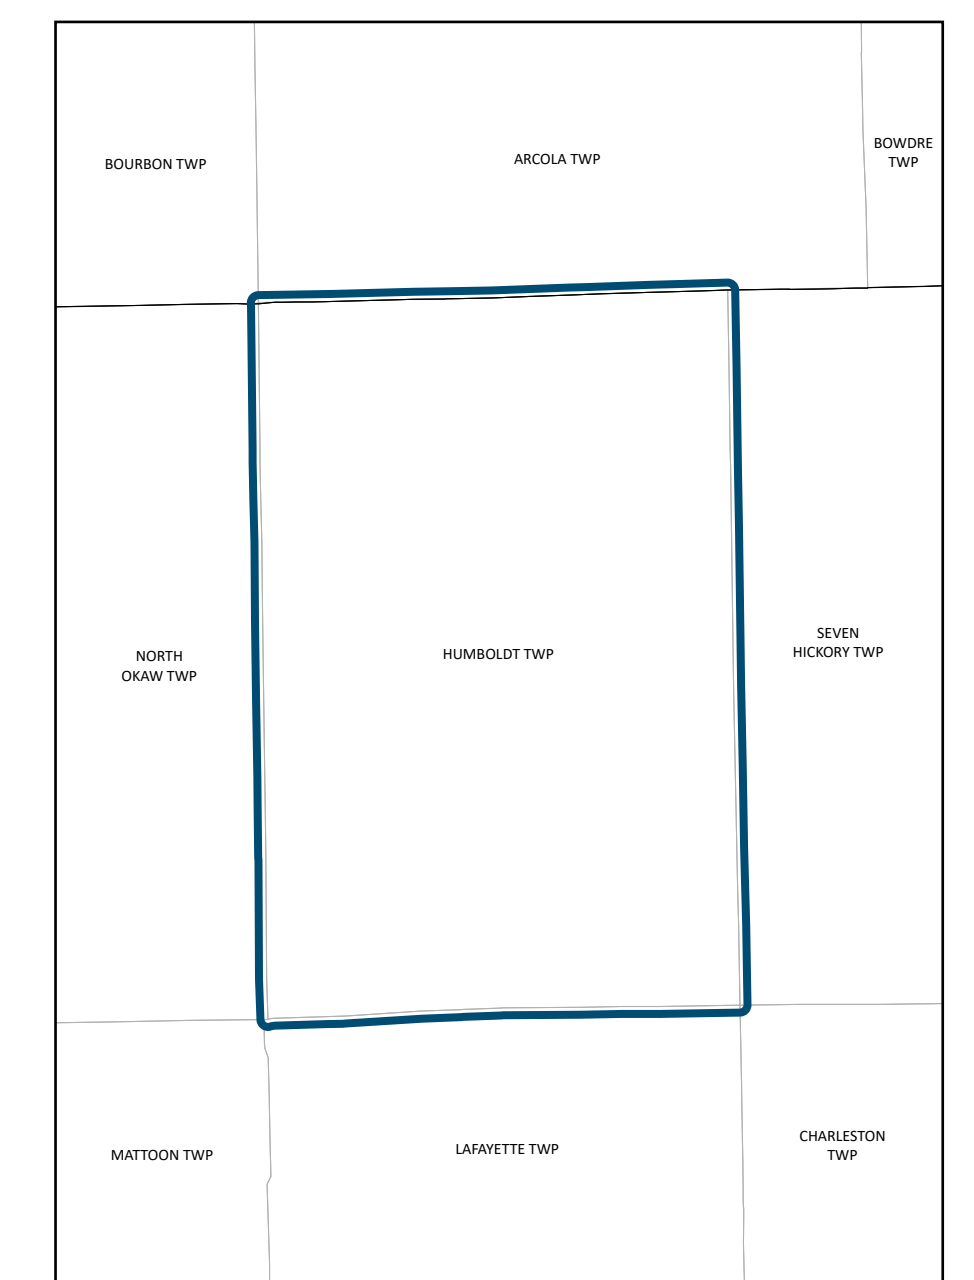 BOURBON TWP
ARCOLA TWP
BOWDRE
TWP
NORTH
OKAW TWP
HUMBOLDT TWP
SEVEN
HICKORY TWP
MATTOON TWP
LAFAYETTE TWP
CHARLESTON
TWP